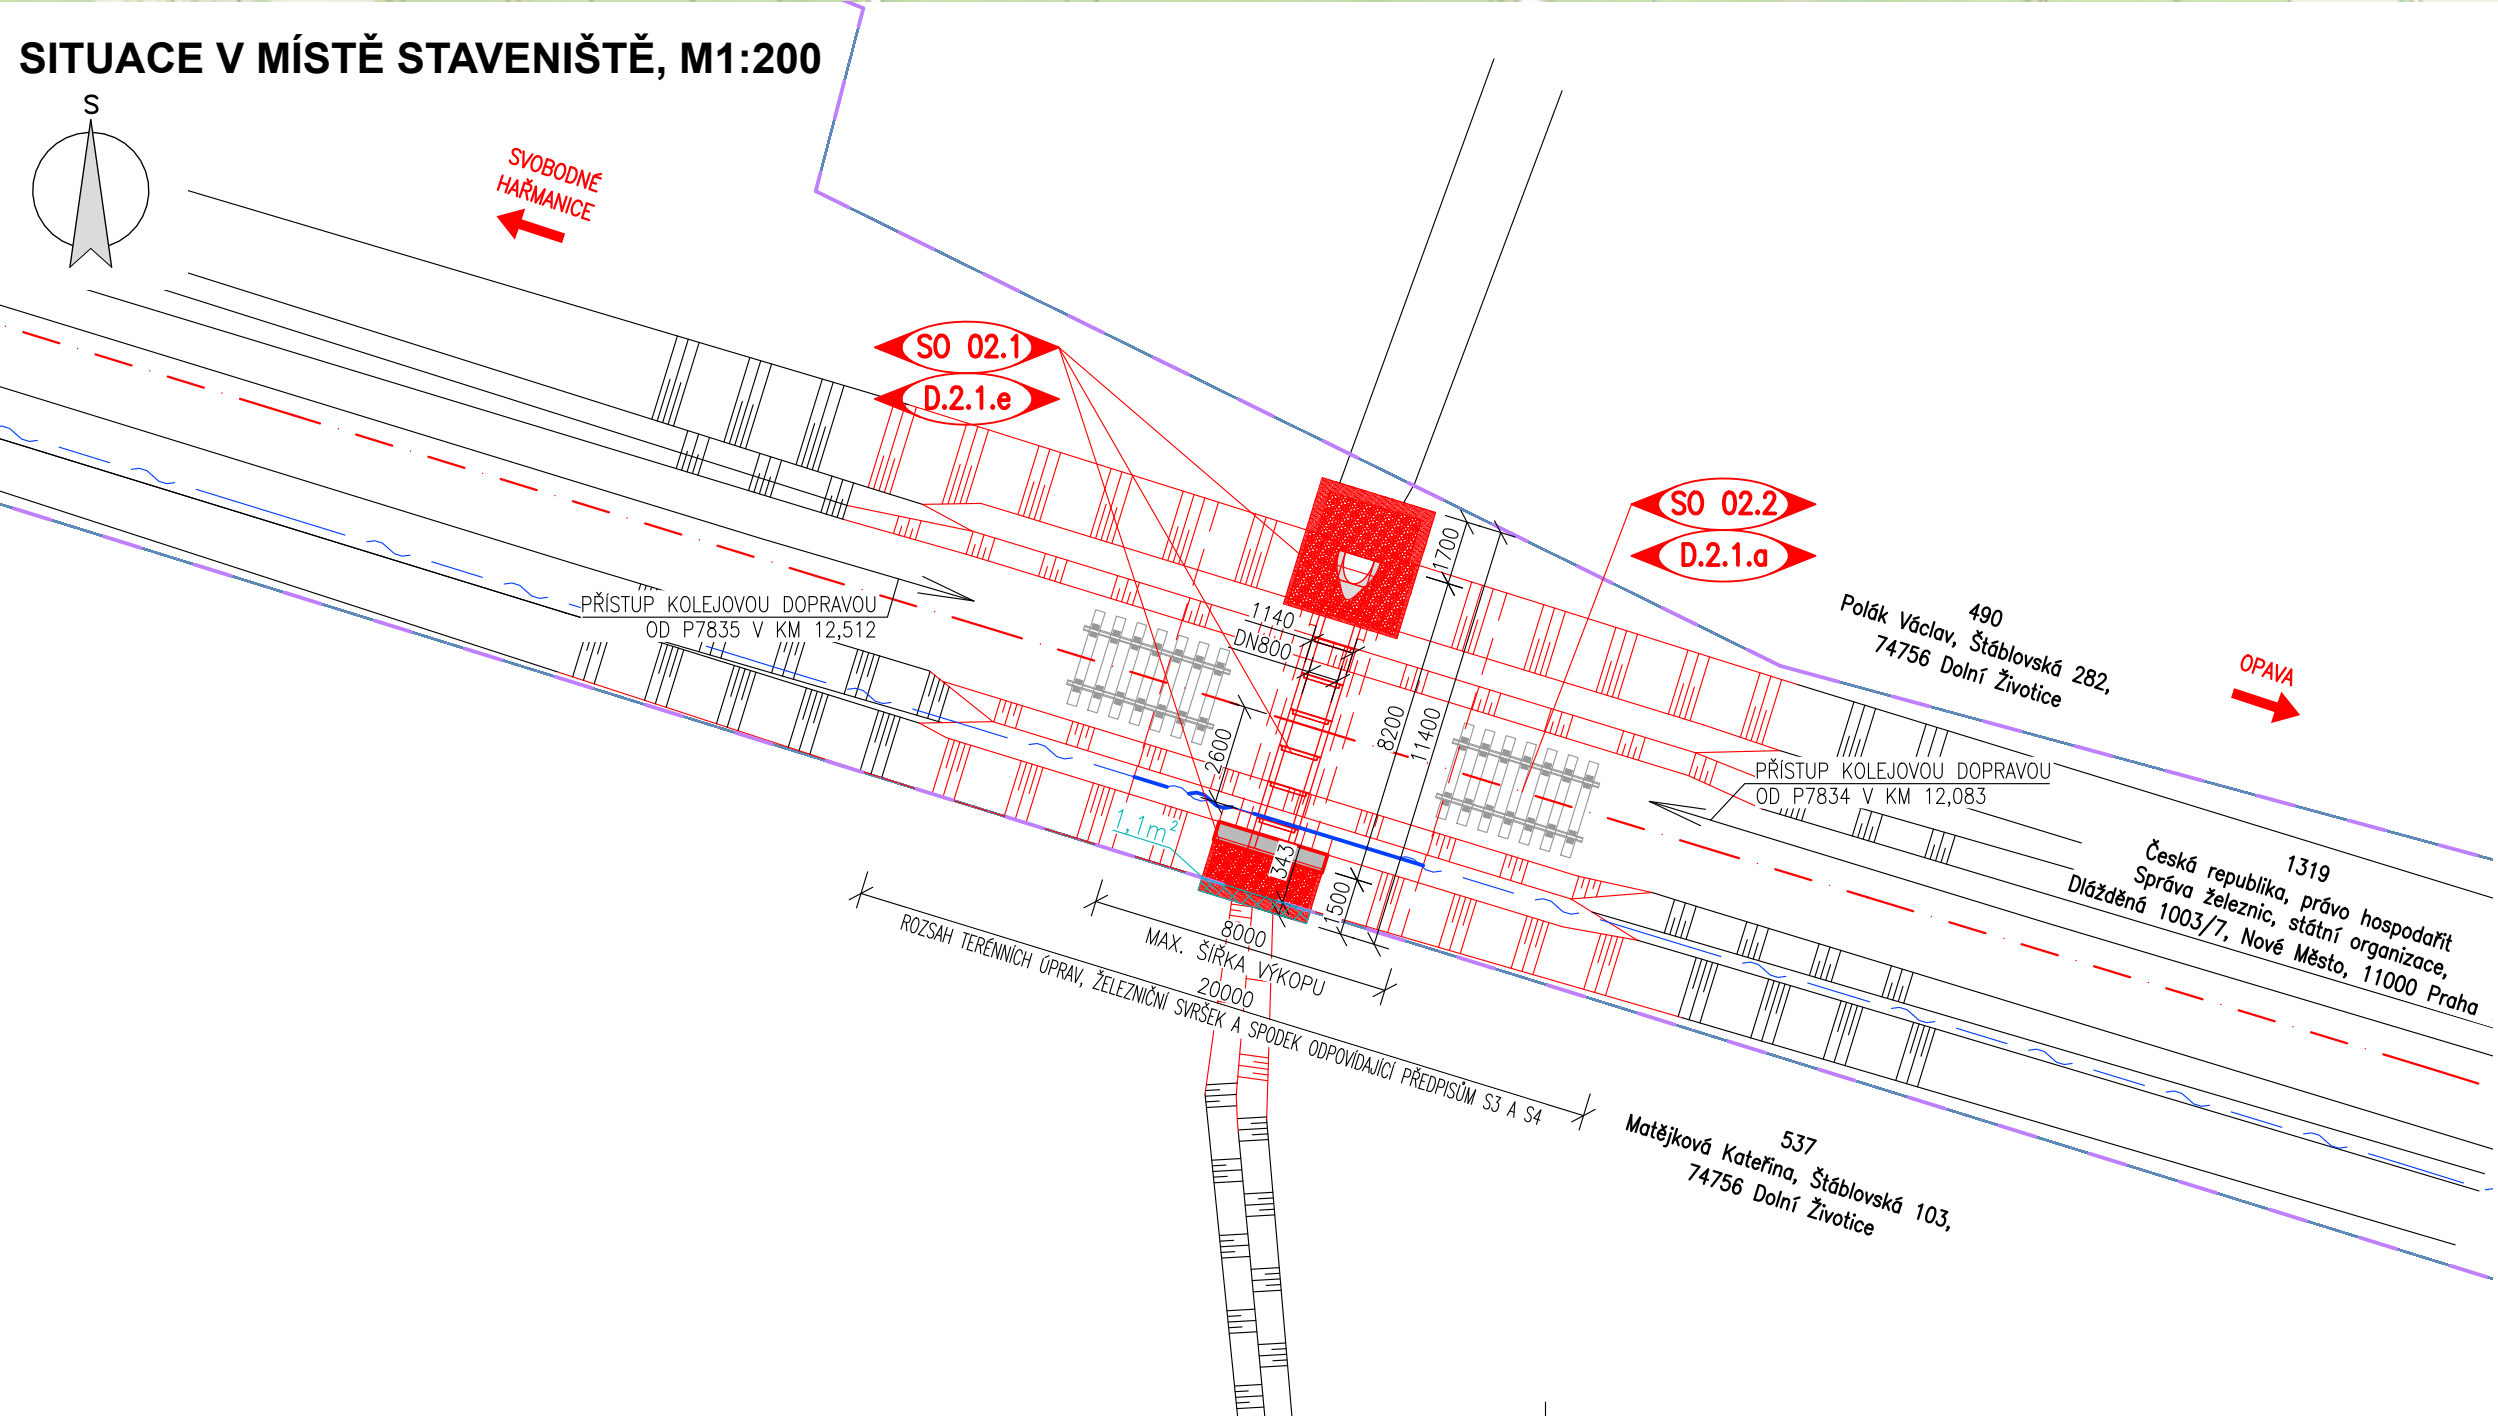 SITUACE V MÍSTĚ STAVENIŠTĚ, M1:200
S
SVOBODNÉ
HAŘMANICE
SO 02.1
D.2.1.e
SO 02.2
D.2.1.a
PŘÍSTUP KOLEJOVOU DOPRAVOU
OD P7835 V KM 12,512
1700
1140
DN800
8200
11400
2600
1,1m²
343
1500
490
Polák Václav, Štáblovská 282,
74756 Dolní Životice
OPAVA
PŘÍSTUP KOLEJOVOU DOPRAVOU
OD P7834 V KM 12,083
1319
Česká republika, právo hospodařit
Správa železnic, státní organizace,
Dlážděná 1003/7, Nové Město, 11000 Praha
8000
MAX. ŠÍŘKA VÝKOPU
20000
ROZSAH TERÉNNÍCH ÚPRAV, ŽELEZNIČNÍ SVRŠEK A SPODEK ODPOVÍDAJÍCÍ PŘEDPISŮM S3 A S4
537
Matějková Kateřina, Štáblovská 103,
74756 Dolní Životice